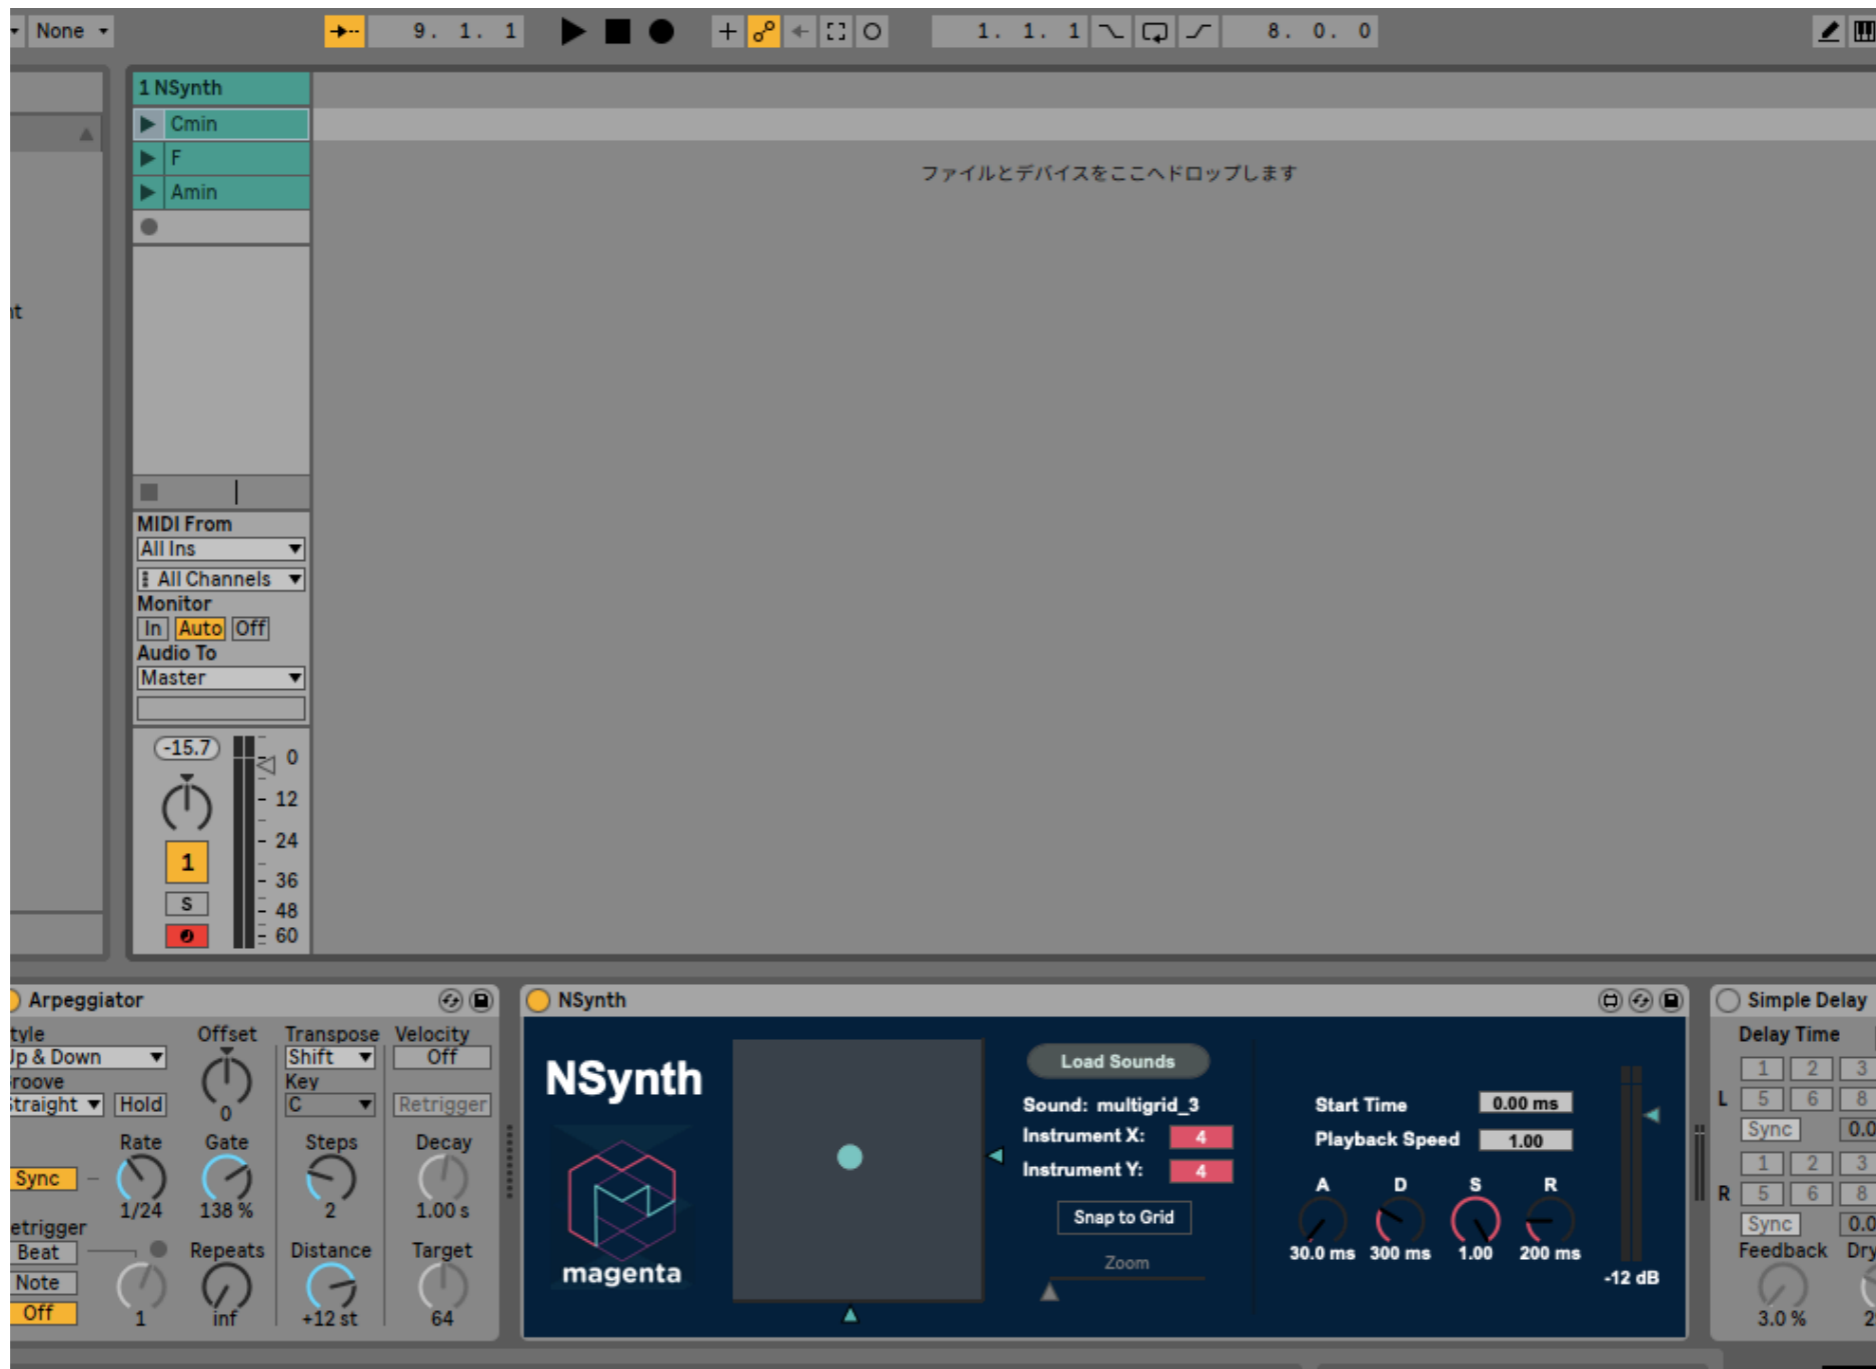 None
9. 1. 1
1. 1. 1
8. 0. 0
1 NSynth
Cmin
F
Amin
ファイルとデバイスをここへドロップします
MIDI From
All Ins
All Channels
Monitor
In Auto Off
Audio To
Master
-15.7
0
12
24
36
48
60
1
S
Arpeggiator
Offset
Transpose
Velocity
Up & Down
0
Shift
Off
Key
Straight
Hold
C
Retrigger
Rate
Gate
Steps
Decay
Sync
1/24
138 %
2
1.00 s
Beat
Repeats
Distance
Target
Note
Off
1
inf
+12 st
64
NSynth
NSynth
magenta
Load Sounds
Sound: multigrid_3
Instrument X: 4
Instrument Y: 4
Snap to Grid
Zoom
Start Time 0.00 ms
Playback Speed 1.00
A D S R
30.0 ms 300 ms 1.00 200 ms
-12 dB
Simple Delay
Delay Time
1 2 3
L 5 6 8
Sync
1 2 3
R 5 6 8
Sync
Feedback Dry
3.0 %